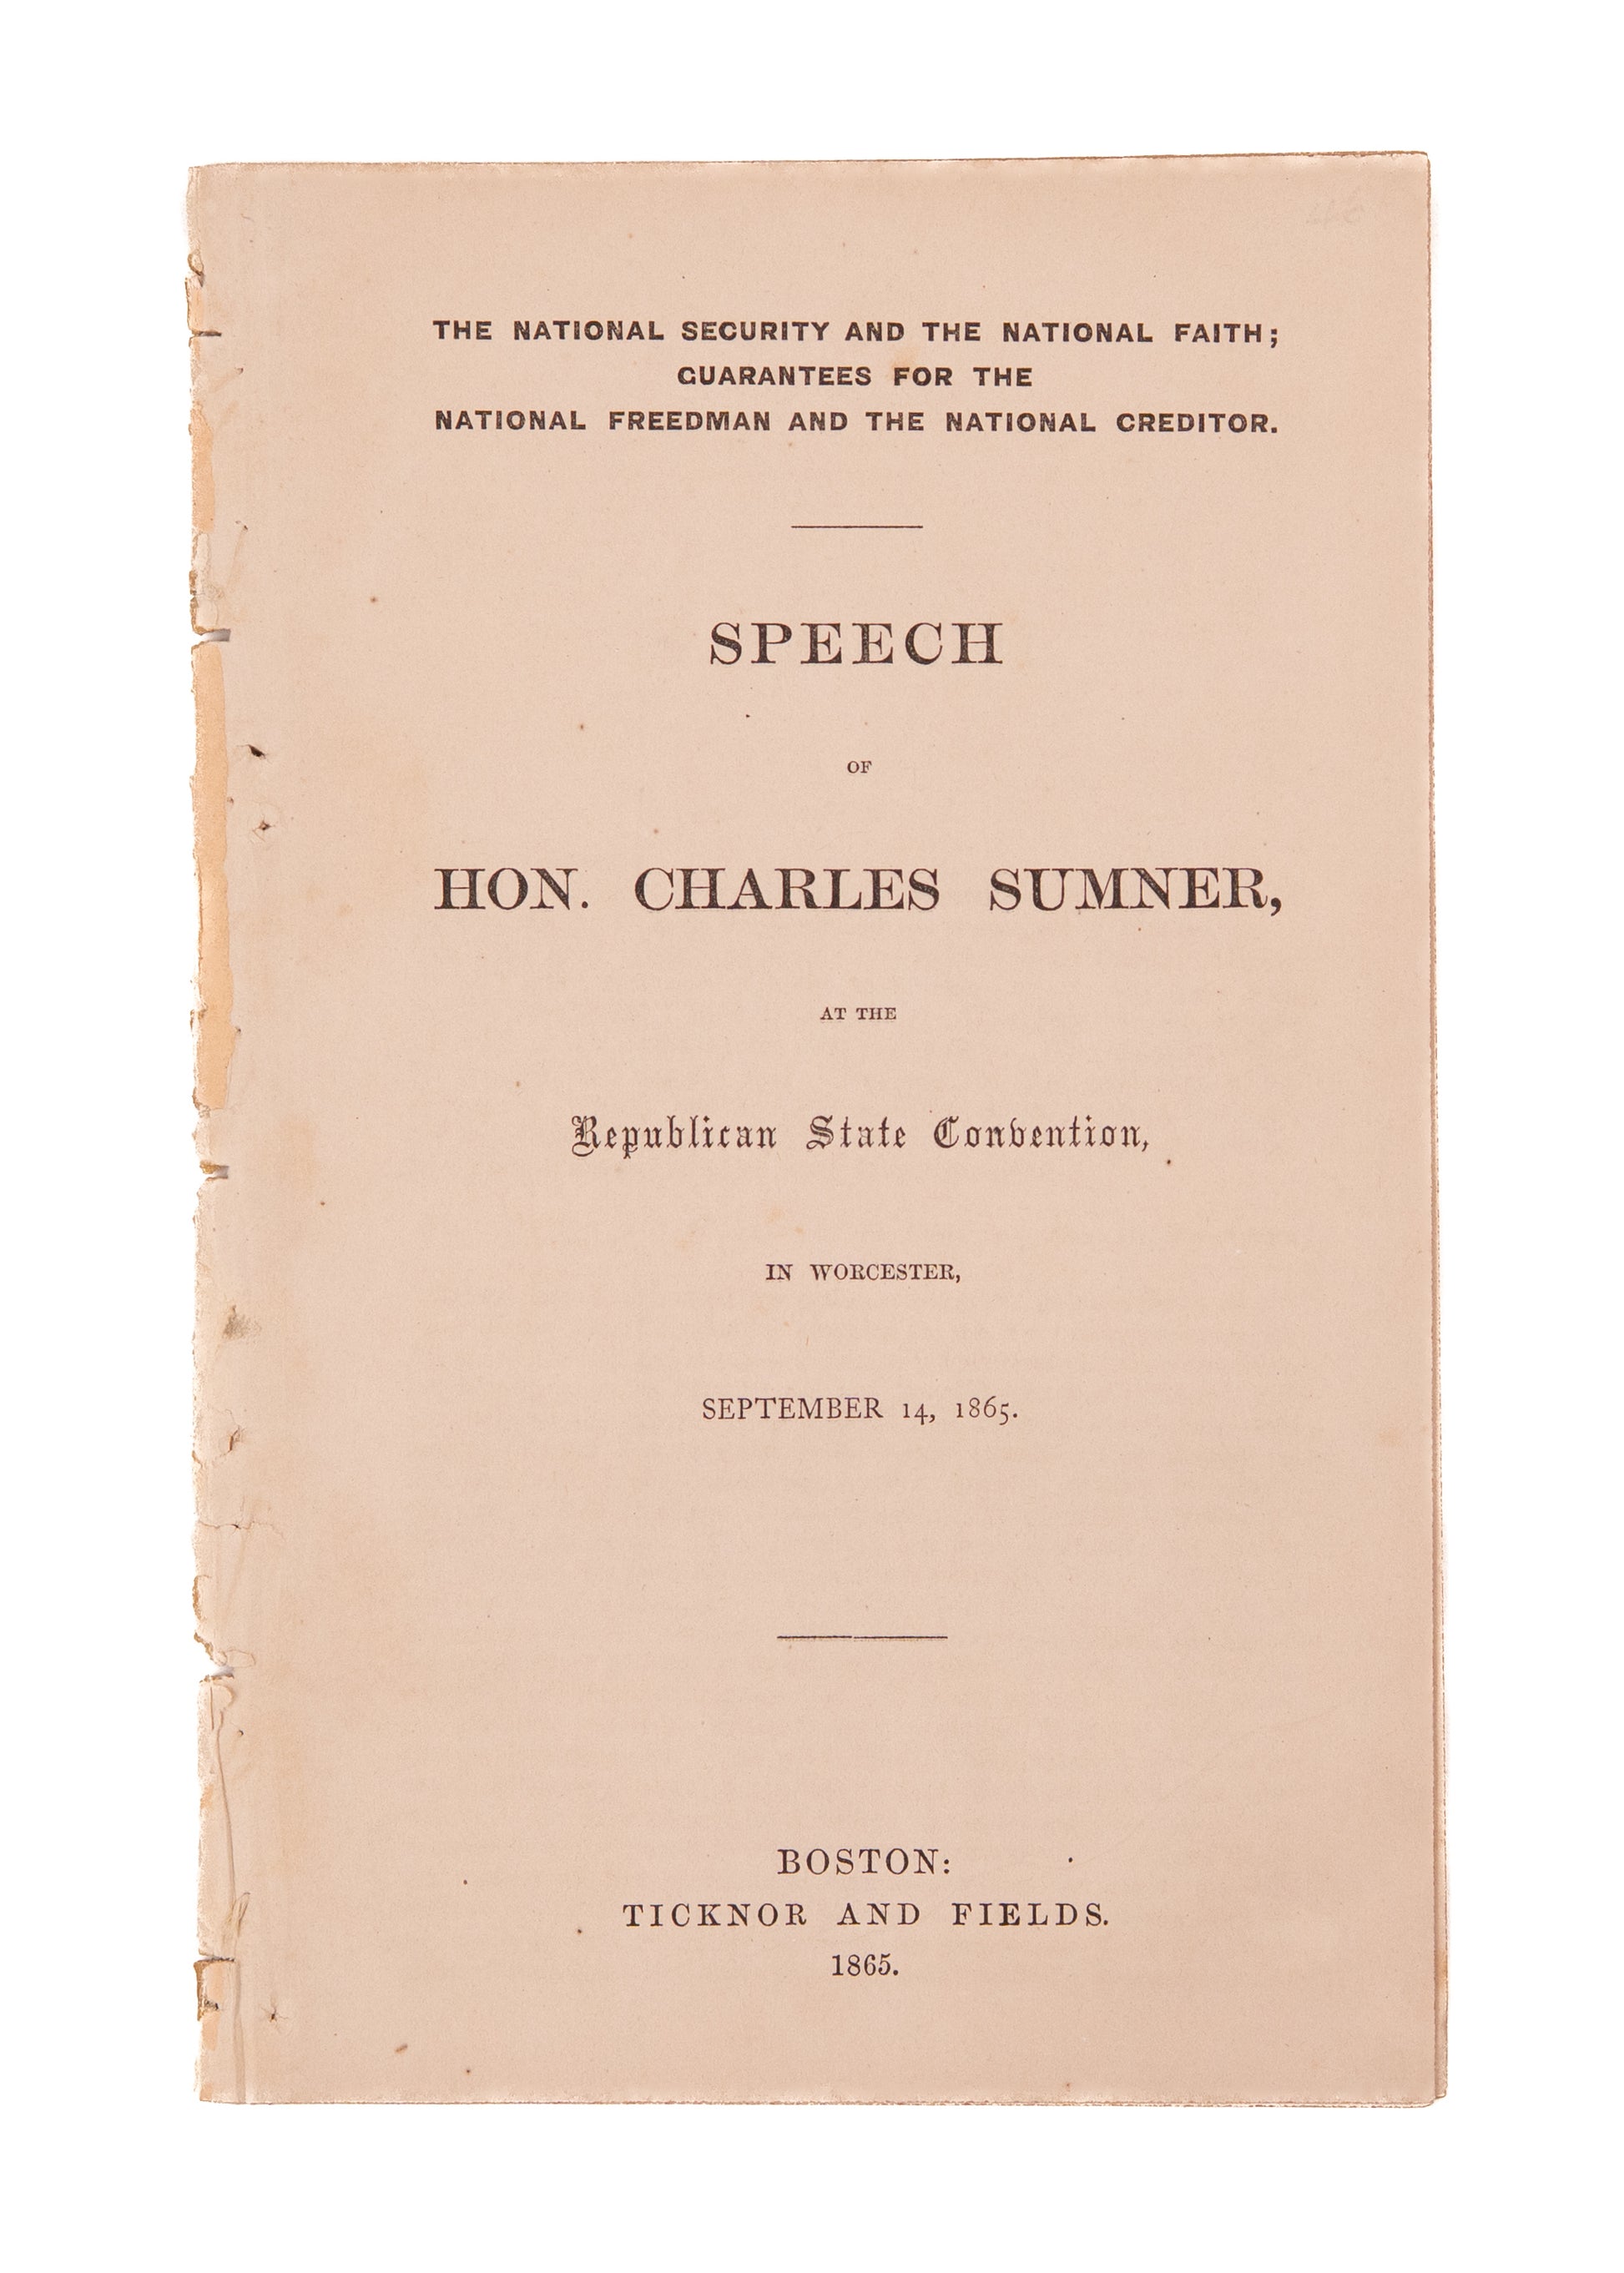 THE NATIONAL SECURITY AND THE NATIONAL FAITH;
GUARANTEES FOR THE
NATIONAL FREEDMAN AND THE NATIONAL CREDITOR.
SPEECH
OF
HON. CHARLES SUMNER,
AT THE
Republican State Convention,
IN WORCESTER,
SEPTEMBER 14, 1865.
BOSTON:
TICKNOR AND FIELDS.
1865.